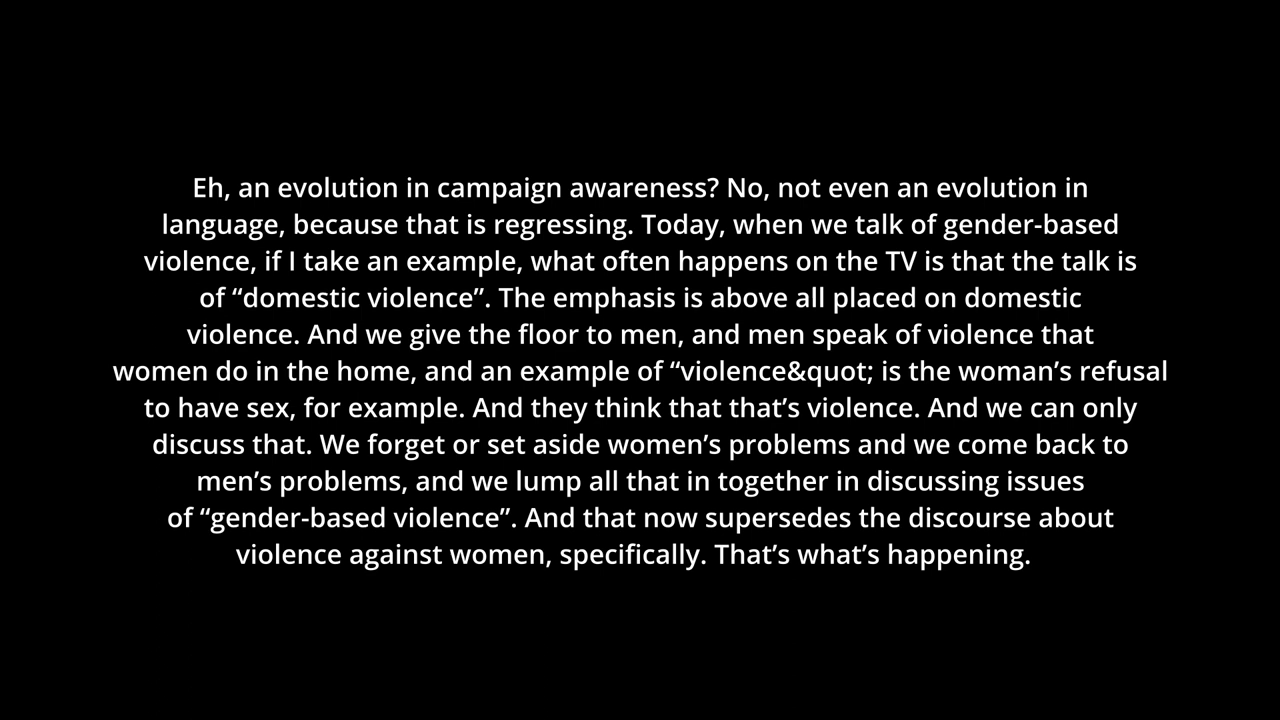 Eh, an evolution in campaign awareness? No, not even an evolution in
language, because that is regressing. Today, when we talk of gender-based
violence, if I take an example, what often happens on the TV is that the talk is
of “domestic violence”. The emphasis is above all placed on domestic
violence. And we give the floor to men, and men speak of violence that
women do in the home, and an example of “violence&quot; is the woman’s refusal
to have sex, for example. And they think that that’s violence. And we can only
discuss that. We forget or set aside women’s problems and we come back to
men’s problems, and we lump all that in together in discussing issues
of “gender-based violence”. And that now supersedes the discourse about
violence against women, specifically. That’s what’s happening.